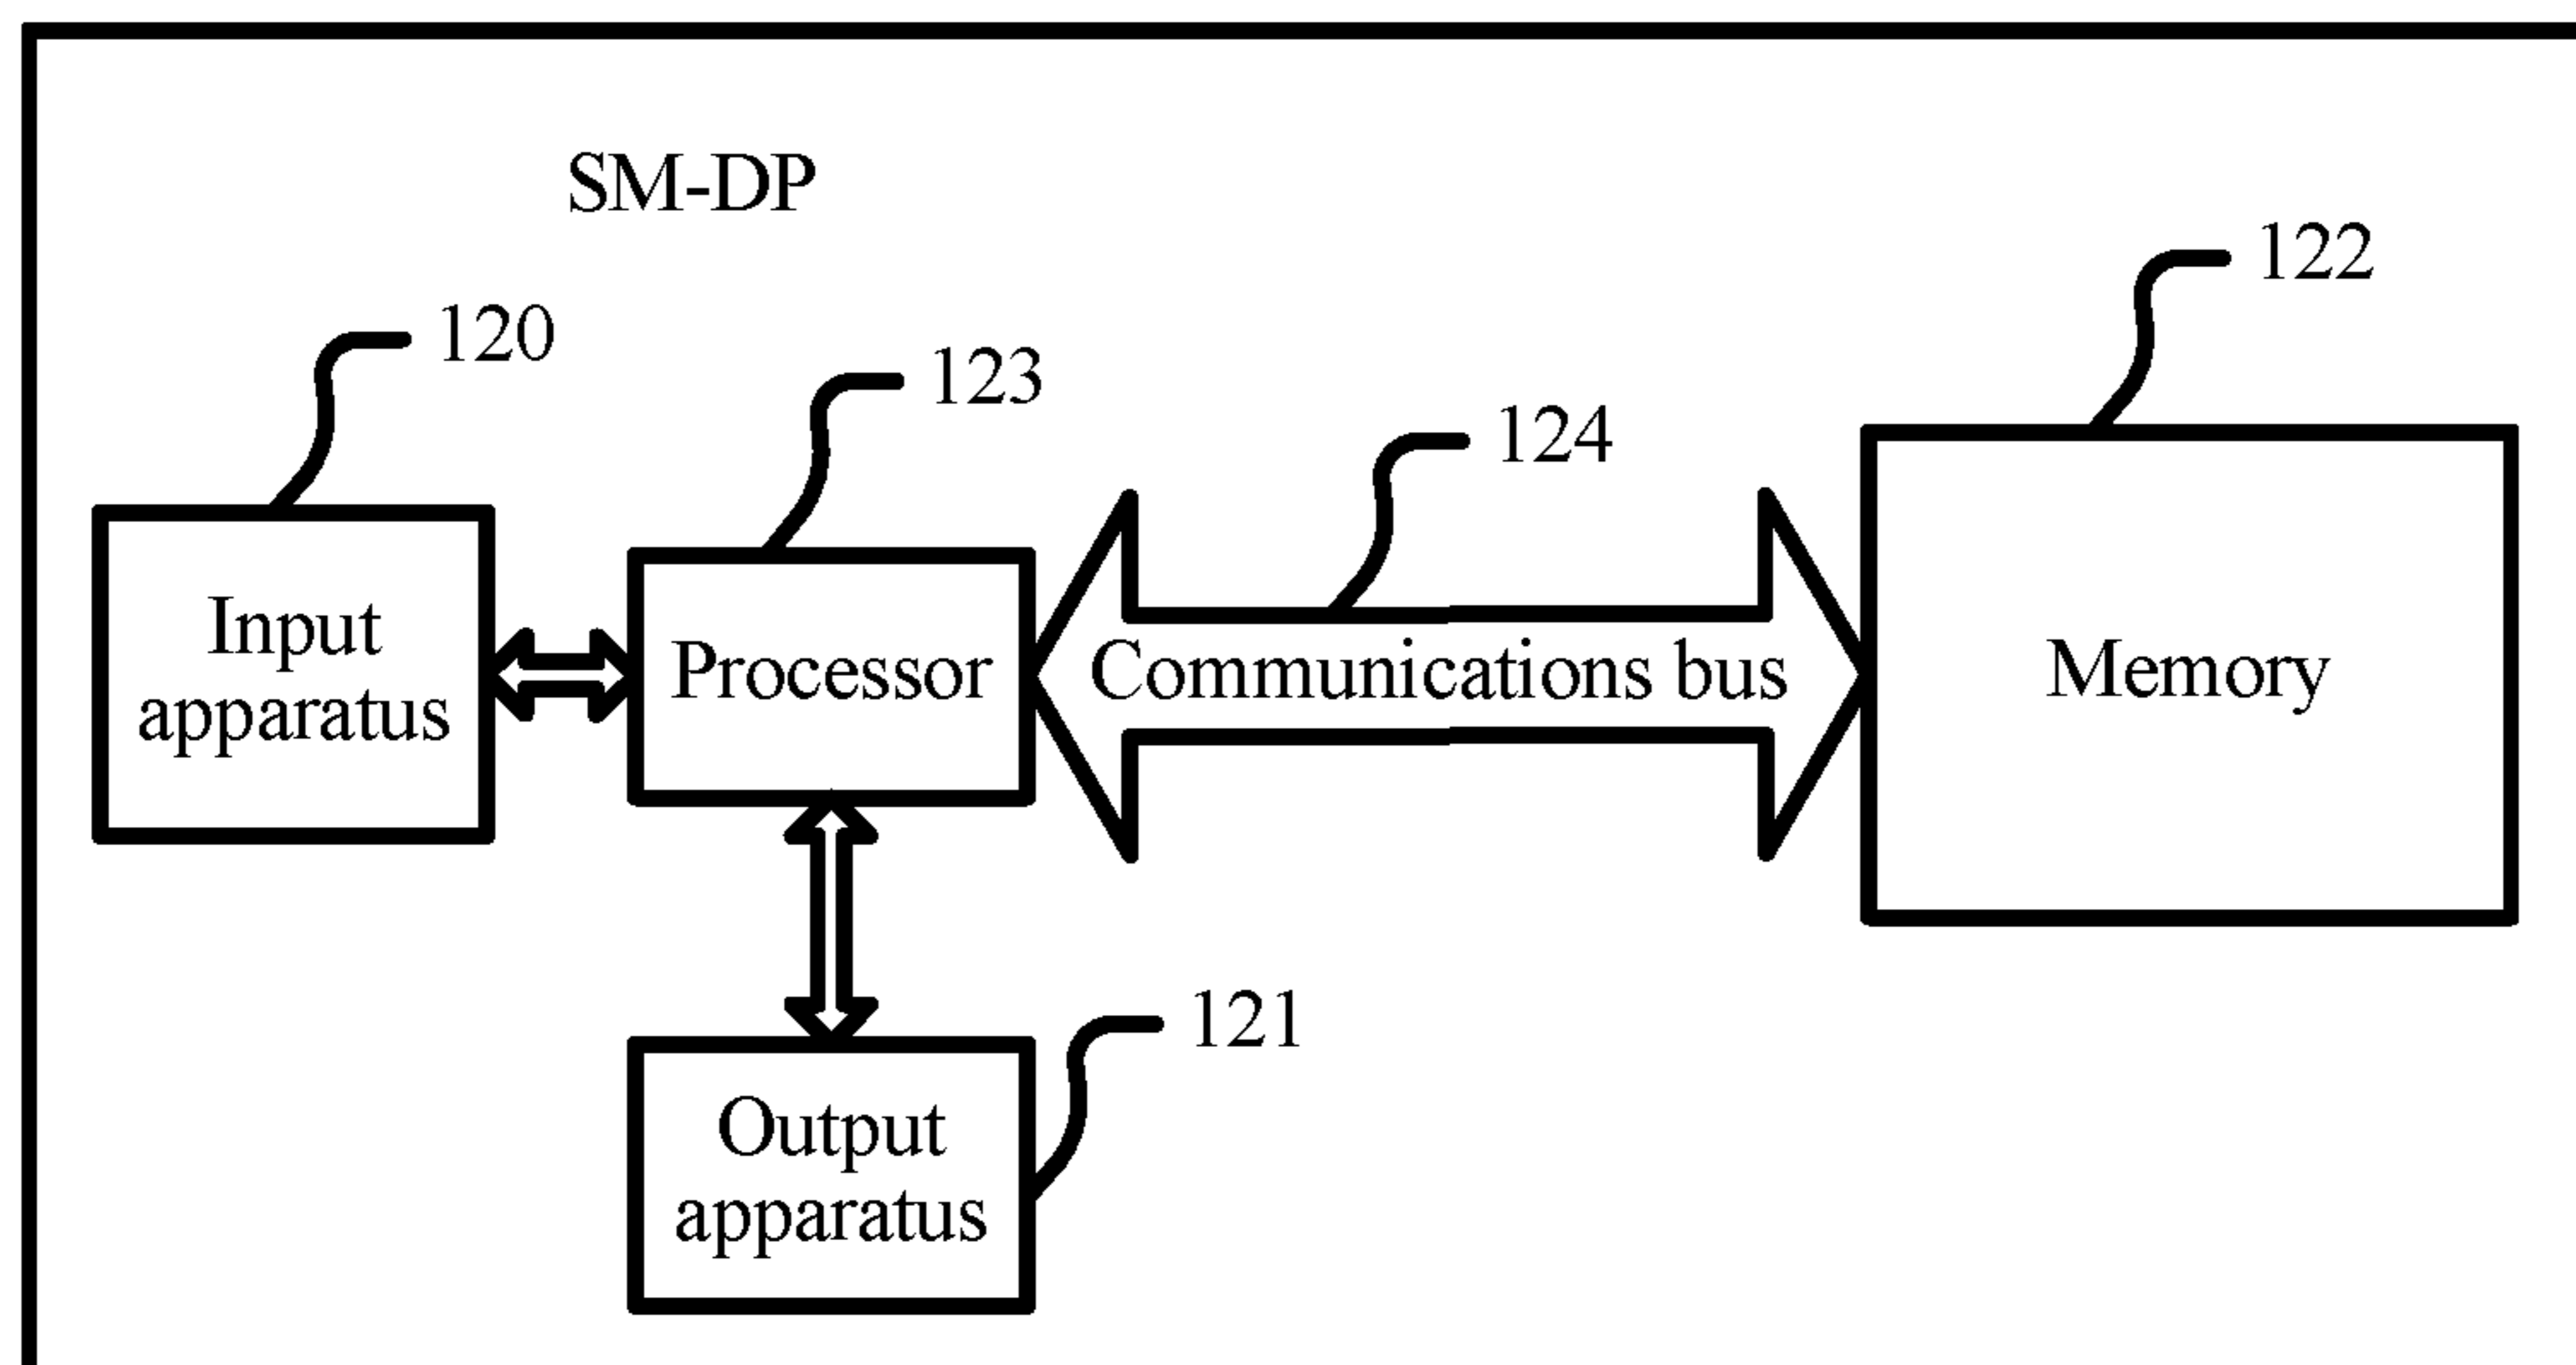 SM-DP
122
120
123
124
Input
apparatus
Processor
Communications bus
Memory
121
Output
apparatus